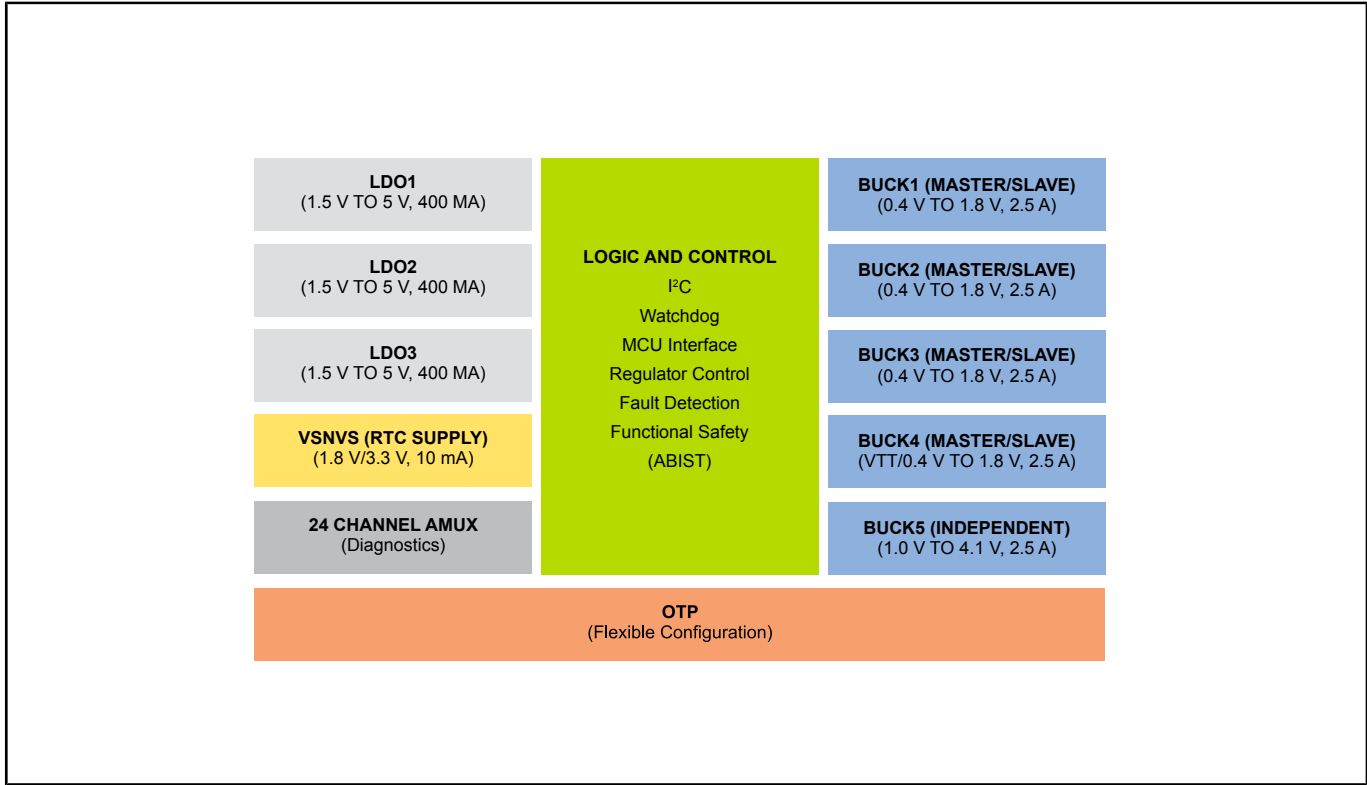 LDO1
(1.5 V TO 5 V, 400 MA)
LDO2
(1.5 V TO 5 V, 400 MA)
LDO3
(1.5 V TO 5 V, 400 MA)
VSNVS (RTC SUPPLY)
(1.8 V/3.3 V, 10 mA)
24 CHANNEL AMUX
(Diagnostics)
LOGIC AND CONTROL
I²C
Watchdog
MCU Interface
Regulator Control
Fault Detection
Functional Safety
(ABIST)
BUCK1 (MASTER/SLAVE)
(0.4 V TO 1.8 V, 2.5 A)
BUCK2 (MASTER/SLAVE)
(0.4 V TO 1.8 V, 2.5 A)
BUCK3 (MASTER/SLAVE)
(0.4 V TO 1.8 V, 2.5 A)
BUCK4 (MASTER/SLAVE)
(VTT/0.4 V TO 1.8 V, 2.5 A)
BUCK5 (INDEPENDENT)
(1.0 V TO 4.1 V, 2.5 A)
OTP
(Flexible Configuration)